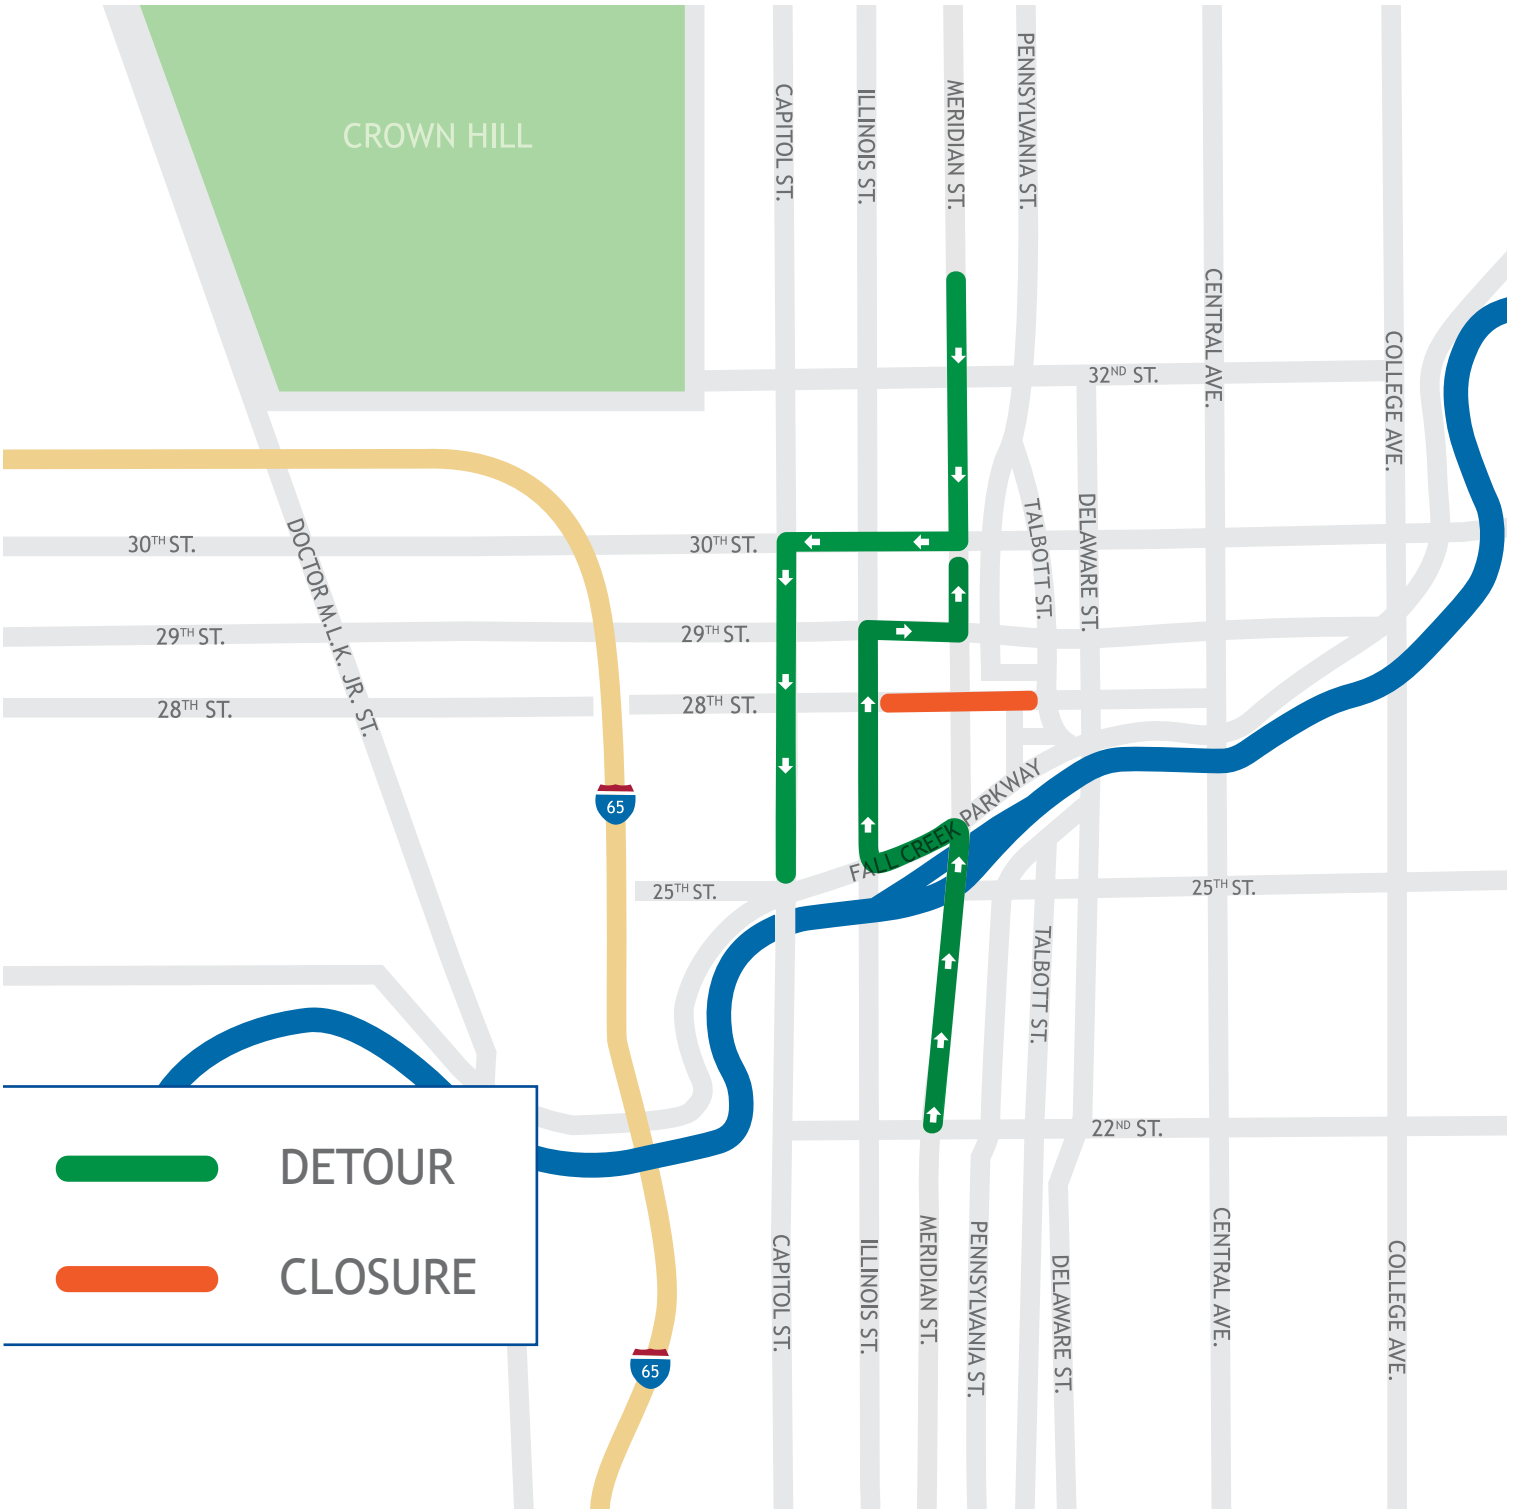 CROWN HILL
CAPITOL ST.
ILLINOIS ST.
MERIDIAN ST.
PENNSYLVANIA ST.
CENTRAL AVE.
COLLEGE AVE.
32ND ST.
30TH ST.
DOCTOR M.L.K. JR. ST.
30TH ST.
TALBOTT ST.
DELAWARE ST.
29TH ST.
29TH ST.
28TH ST.
28TH ST.
65
FALL CREEK PARKWAY
25TH ST.
25TH ST.
TALBOTT ST.
22ND ST.
DETOUR
CLOSURE
CAPITOL ST.
ILLINOIS ST.
MERIDIAN ST.
PENNSYLVANIA ST.
DELAWARE ST.
CENTRAL AVE.
COLLEGE AVE.
65